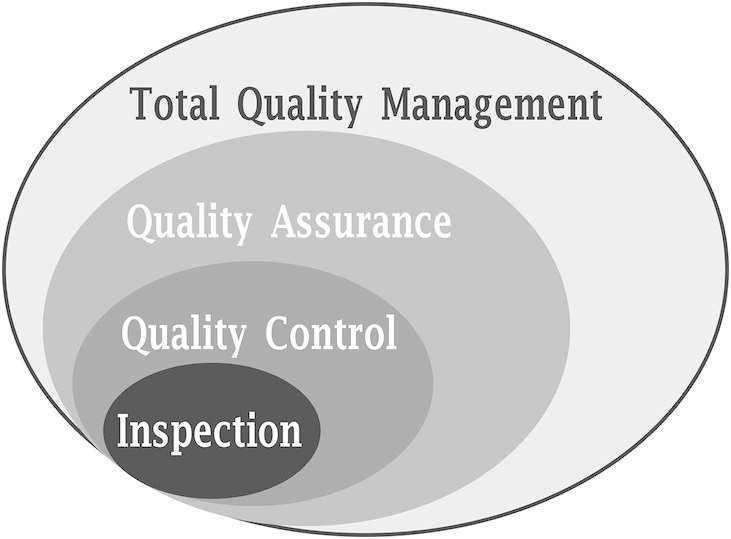 Total Quality Management
Quality Assurance
Quality Control
Inspection